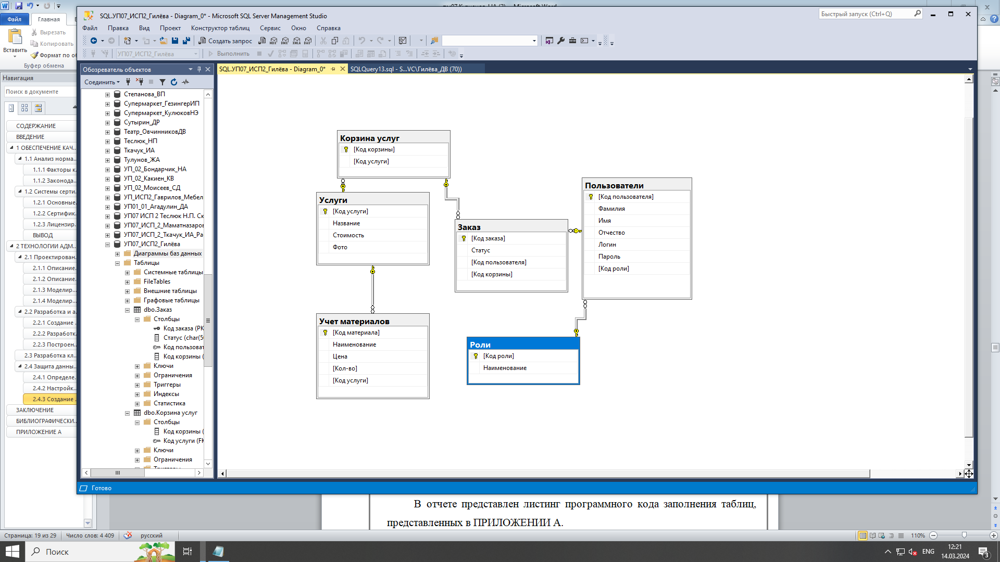 Microsoft Word
Файл
Главная
Вставить
Вырезать
Копировать
Формат по об
Буфер обмена
Навигация
Поиск в документе
СОДЕРЖАНИЕ
ВВЕДЕНИЕ
1 ОБЕСПЕЧЕНИЕ КАЧ...
1.1 Анализ норма...
1.1.1 Факторы к...
1.1.2 Законода...
1.2 Системы серти...
1.2.1 Основные...
1.2.2 Сертифик...
1.2.3 Лицензир...
ВЫВОД
2 ТЕХНОЛОГИИ АДМ...
2.1 Проектирован...
2.1.1 Описание...
2.1.2 Описание...
2.1.3 Моделир...
2.1.4 Моделир...
2.2 Разработка и а...
2.2.1 Создание ...
2.2.2 Разработк...
2.2.3 Построен...
2.3 Разработка кл...
2.4 Защита данны...
2.4.1 Определе...
2.4.2 Настройк...
2.4.3 Создание ...
ЗАКЛЮЧЕНИЕ
БИБЛИОГРАФИЧЕСКИ...
ПРИЛОЖЕНИЕ А
SQL.УП07_ИСП2_Гилёва - Diagram_0* - Microsoft SQL Server Management Studio
Быстрый запуск (Ctrl+Q)
Файл Правка Вид Проект Конструктор таблиц Сервис Окно Справка
Создать запрос
MDX DMX XMLA DAX
УП07_ИСП2_Гилёва
Выполнить
Обозреватель объектов
Соединить
Степанова_ВП
Супермаркет_ГезингерИП
Супермаркет_КулюковНЭ
Сутырин_ДР
Театр_ОвчинниковДВ
Теслюк_НП
Ткачук_ИА
Тулунов_ЖА
УП_02_Бондарчик_НА
УП_02_Какиен_КВ
УП_02_Моисеев_СД
УП_ИСП2_Гаврилов_Мебел
УП01_01_Агадулин_ДА
УП07 ИСП 2 Теслюк Н.П. Ск
УП07_ИСП_2_Маматназаров
УП07_ИСП_2_Ткачук_ИА_Ра
УП07_ИСП2_Гилёва
Диаграммы баз данных
Таблицы
Системные таблицы
FileTables
Внешние таблицы
Графовые таблицы
dbo.Заказ
Столбцы
Код заказа (PK
Статус (char(50
Код пользоват
Код корзины (
Ключи
Ограничения
Триггеры
Индексы
Статистика
dbo.Корзина услуг
Столбцы
Код корзины (
Код услуги (FK
Ключи
Ограничения
Триггеры
SQL.УП07_ИСП2_Гилёва - Diagram_0*
SQLQuery13.sql - S...VC\Гилёва_ДВ (70))
Корзина услуг
[Код корзины]
[Код услуги]
Услуги
[Код услуги]
Название
Стоимость
Фото
Учет материалов
[Код материала]
Наименование
Цена
[Кол-во]
[Код услуги]
Заказ
[Код заказа]
Статус
[Код пользователя]
[Код корзины]
Пользователи
[Код пользователя]
Фамилия
Имя
Отчество
Логин
Пароль
[Код роли]
Роли
[Код роли]
Наименование
Готово
В отчете представлен листинг программного кода заполнения таблиц,
представленных в ПРИЛОЖЕНИИ А.
Страница: 19 из 29
Число слов: 4 409
русский
110%
Поиск
ENG
12:21
14.03.2024
3